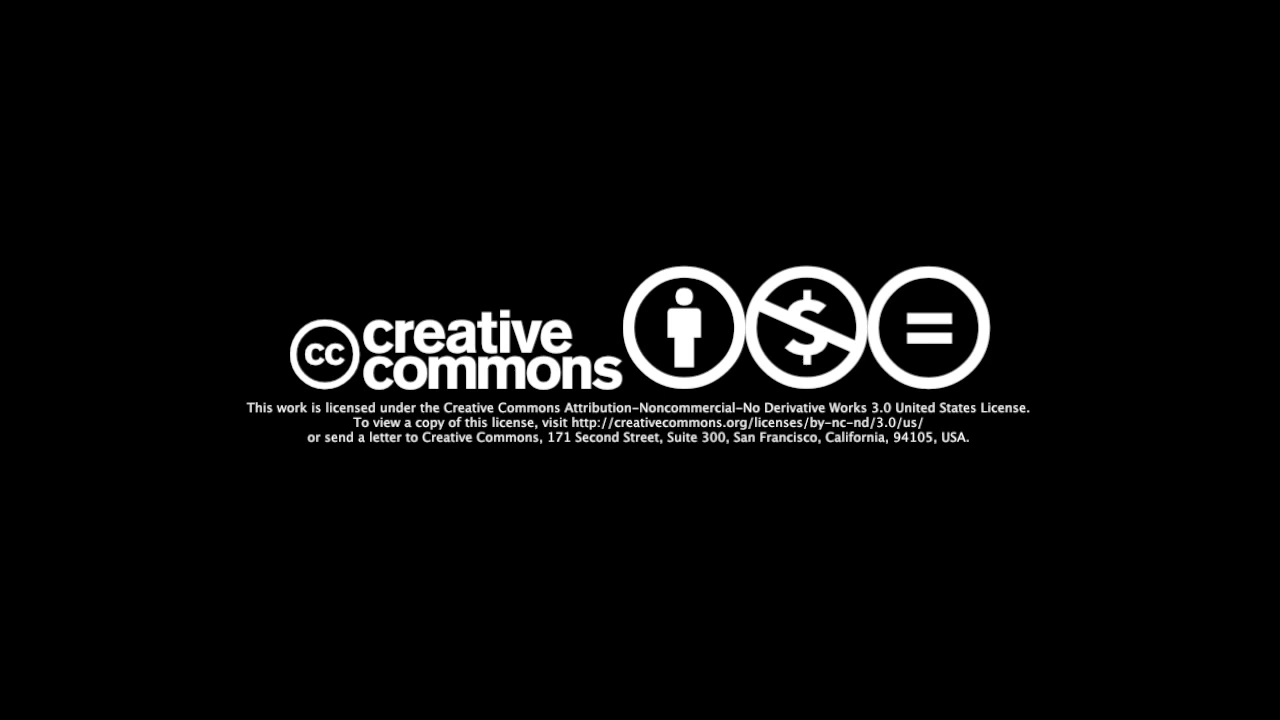 cc creative
commons
$ =
This work is licensed under the Creative Commons Attribution-Noncommercial-No Derivative Works 3.0 United States License.
To view a copy of this license, visit http://creativecommons.org/licenses/by-nc-nd/3.0/us/
or send a letter to Creative Commons, 171 Second Street, Suite 300, San Francisco, California, 94105, USA.